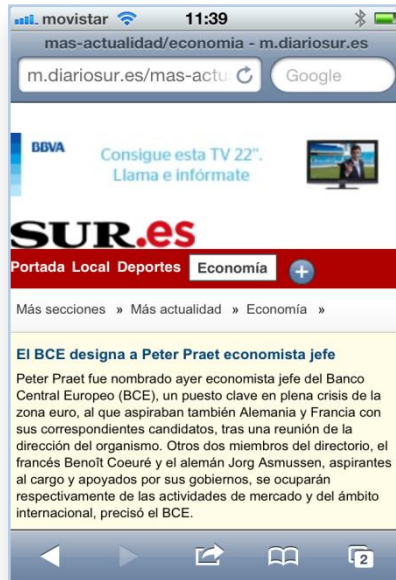 movistar 11:39
mas-actualidad/economia - m.diariosur.es
m.diariosur.es/mas-actu Google
BBVA
Consigue esta TV 22".
Llama e infórmate
SUR.es
Portada Local Deportes Economía +
Más secciones » Más actualidad » Economía »
El BCE designa a Peter Praet economista jefe
Peter Praet fue nombrado ayer economista jefe del Banco
Central Europeo (BCE), un puesto clave en plena crisis de la
zona euro, al que aspiraban también Alemania y Francia con
sus correspondientes candidatos, tras una reunión de la
dirección del organismo. Otros dos miembros del directorio, el
francés Benoît Coeuré y el alemán Jorg Asmussen, aspirantes
al cargo y apoyados por sus gobiernos, se ocuparán
respectivamente de las actividades de mercado y del ámbito
internacional, precisó el BCE.
2